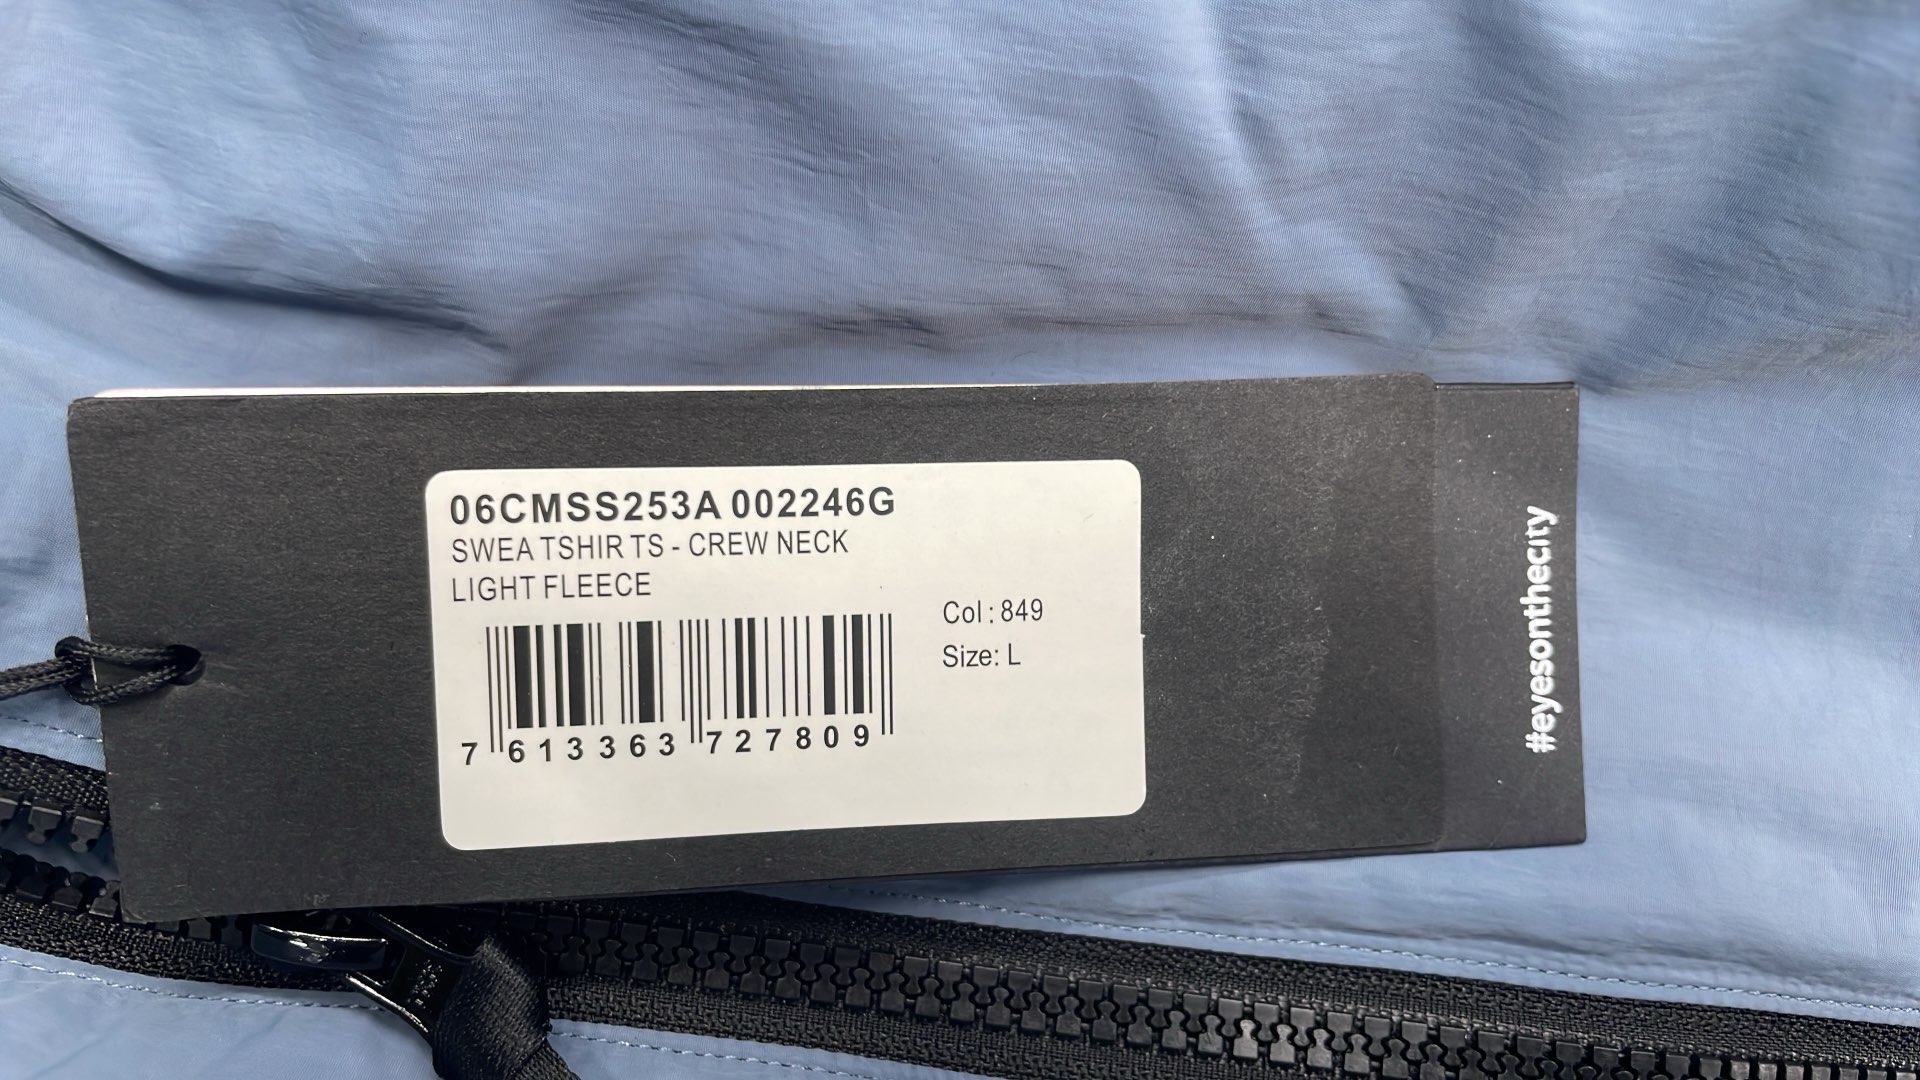 06CMSS253A 002246G
SWEA TSHIR TS - CREW NECK
LIGHT FLEECE
Col : 849
Size: L
7 613363 727809
#eyesonthecity